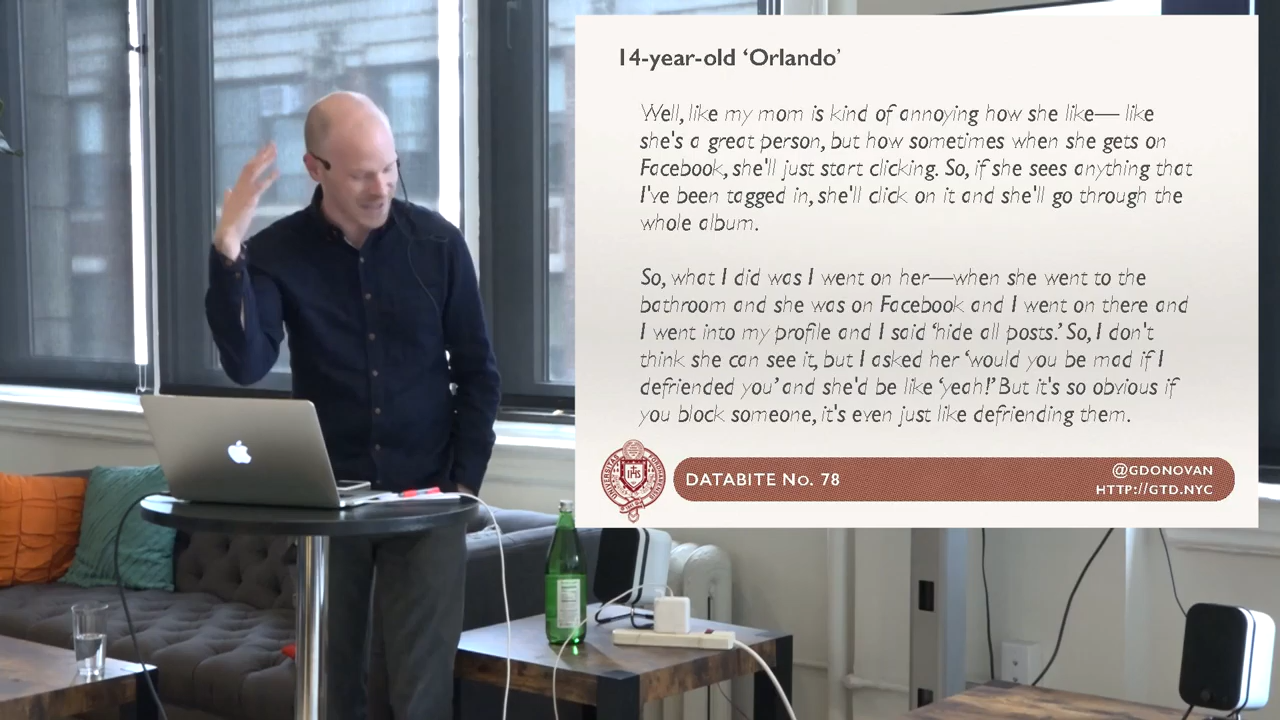 14-year-old ‘Orlando’
Well, like my mom is kind of annoying how she like— like
she's a great person, but how sometimes when she gets on
Facebook, she'll just start clicking. So, if she sees anything that
I've been tagged in, she'll click on it and she'll go through the
whole album.
So, what I did was I went on her—when she went to the
bathroom and she was on Facebook and I went on there and
I went into my profile and I said ‘hide all posts.’ So, I don't
think she can see it, but I asked her ‘would you be mad if I
defriended you’ and she'd be like ‘yeah!’ But it's so obvious if
you block someone, it's even just like defriending them.
IHS
DATABITE No. 78
@GDONOVAN
HTTP://GTD.NYC